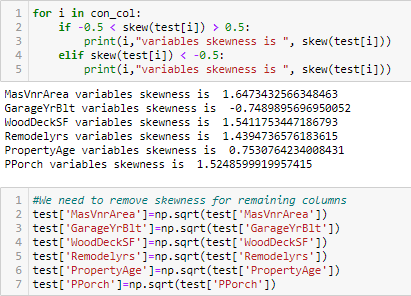 1 for i in con_col:
2     if -0.5 < skew(test[i]) > 0.5:
3         print(i,"variables skewness is ", skew(test[i]))
4     elif skew(test[i]) < -0.5:
5         print(i,"variables skewness is ", skew(test[i]))
MasVnrArea variables skewness is  1.6473432566348463
GarageYrBlt variables skewness is  -0.7489895696950052
WoodDeckSF variables skewness is  1.5411753447186793
Remodelyrs variables skewness is  1.4394736576183615
PropertyAge variables skewness is  0.7530764234008431
PPorch variables skewness is  1.5248599919957415
1 #We need to remove skewness for remaining columns
2 test['MasVnrArea']=np.sqrt(test['MasVnrArea'])
3 test['GarageYrBlt']=np.sqrt(test['GarageYrBlt'])
4 test['WoodDeckSF']=np.sqrt(test['WoodDeckSF'])
5 test['Remodelyrs']=np.sqrt(test['Remodelyrs'])
6 test['PropertyAge']=np.sqrt(test['PropertyAge'])
7 test['PPorch']=np.sqrt(test['PPorch'])